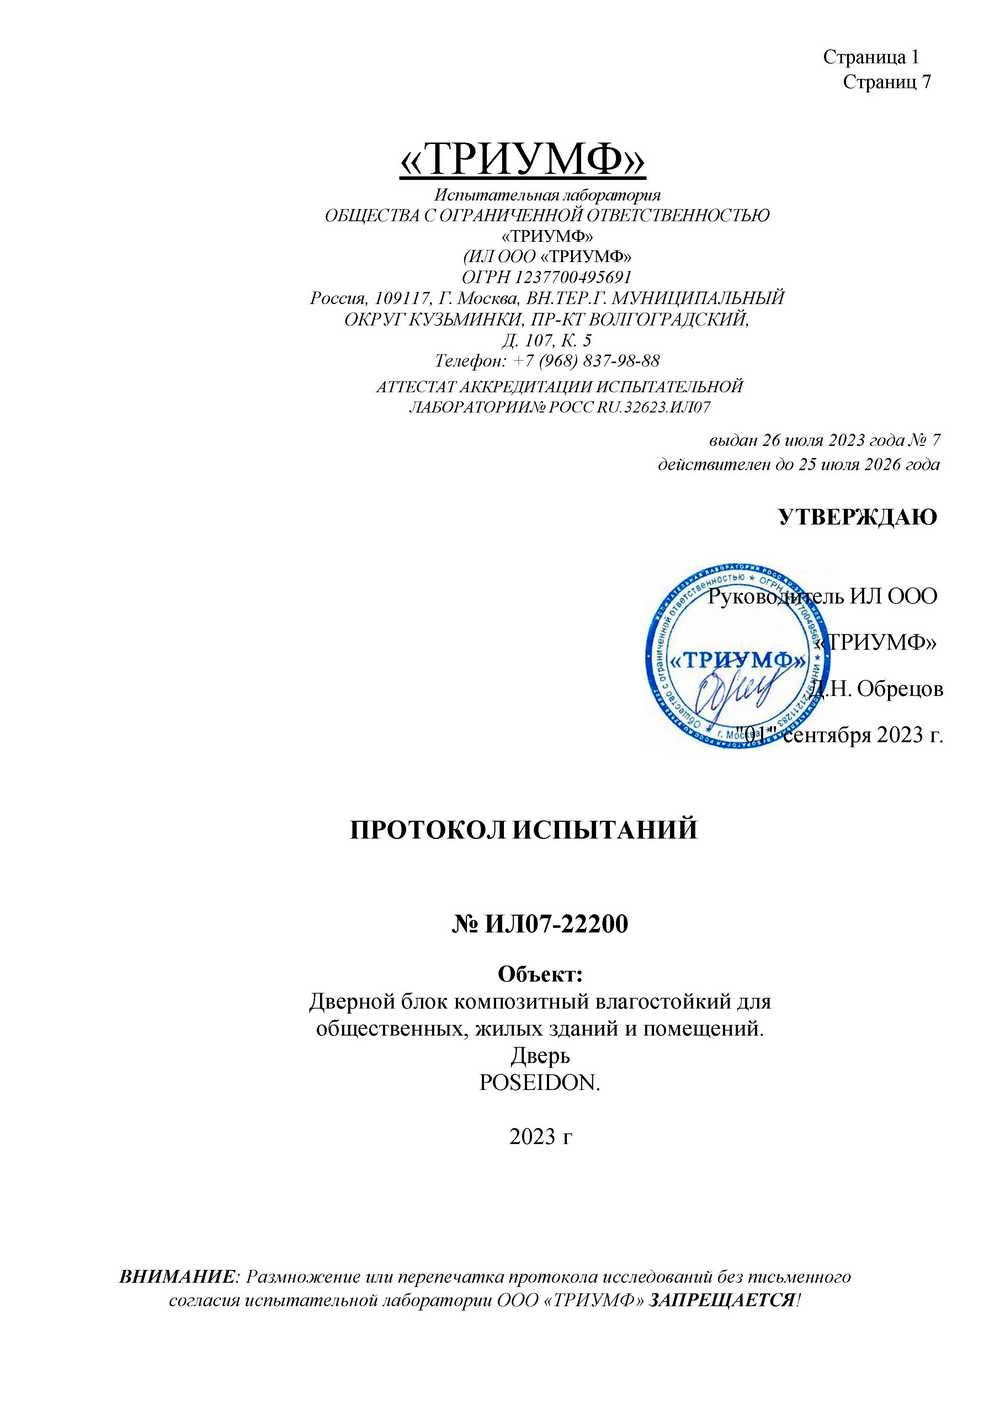 Страница 1
Страниц 7
«ТРИУМФ»
Испытательная лаборатория
ОБЩЕСТВА С ОГРАНИЧЕННОЙ ОТВЕТСТВЕННОСТЬЮ
«ТРИУМФ»
(ИЛ ООО «ТРИУМФ»
ОГРН 1237700495691
Россия, 109117, Г. Москва, ВН.ТЕР.Г. МУНИЦИПАЛЬНЫЙ
ОКРУГ КУЗЬМИНКИ, ПР-КТ ВОЛГОГРАДСКИЙ,
Д. 107, К. 5
Телефон: +7 (968) 837-98-88
АТТЕСТАТ АККРЕДИТАЦИИ ИСПЫТАТЕЛЬНОЙ
ЛАБОРАТОРИИ№ РОСС RU.32623.ИЛ07
выдан 26 июля 2023 года № 7
действителен до 25 июля 2026 года
УТВЕРЖДАЮ
Руководитель ИЛ ООО
«ТРИУМФ»
Д.Н. Обрецов
"01" сентября 2023 г.
Общество с ограниченной ответственностью
«ТРИУМФ»
г. Москва
ПРОТОКОЛ ИСПЫТАНИЙ
№ ИЛ07-22200
Объект:
Дверной блок композитный влагостойкий для
общественных, жилых зданий и помещений.
Дверь
POSEIDON.
2023 г
ВНИМАНИЕ: Размножение или перепечатка протокола исследований без письменного
согласия испытательной лаборатории ООО «ТРИУМФ» ЗАПРЕЩАЕТСЯ!